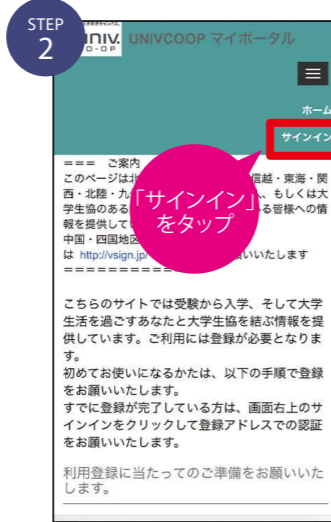 STEP
2
UNIV.
CO-OP
UNIVCOOP マイポータル
ホーム
サインイン
=== ご案内
このページは北
信越・東海・関
西・北陸・九
、もしくは大
学生協のある
る皆様への情
報を提供して
中国・四国地区
は http://vsign.jp/
いいたします
==========
「サインイン」
をタップ
こちらのサイトでは受験から入学、そして大学
生活を過ごすあなたと大学生協を結ぶ情報を提
供しています。ご利用には登録が必要となりま
す。
初めてお使いになるかたは、以下の手順で登録
をお願いいたします。
すでに登録が完了している方は、画面右上のサ
インインをクリックして登録アドレスでの認証
をお願いいたします。
利用登録に当たってのご準備をお願いいた
します。